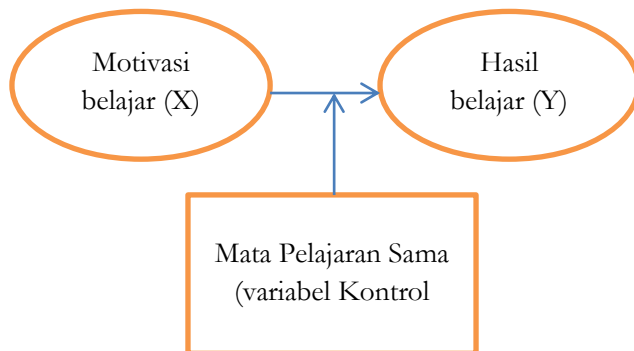 Motivasi
belajar (X)
Hasil
belajar (Y)
Mata Pelajaran Sama
(variabel Kontrol